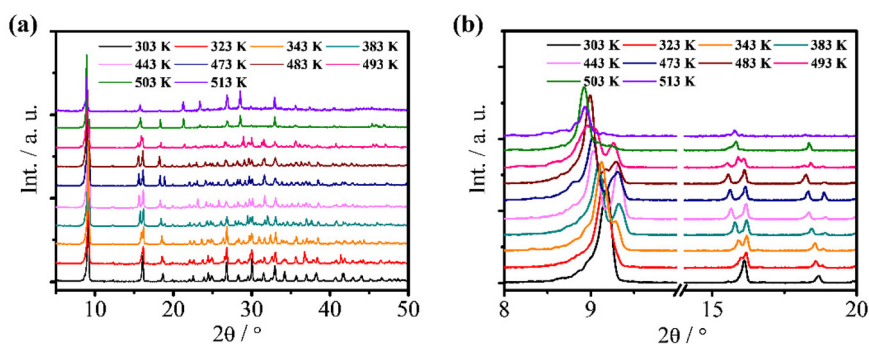 (a)
303 K 323 K 343 K 383 K
443 K 473 K 483 K 493 K
503 K 513 K
Int. / a. u.
10 20 30 40 50
2θ / °
(b)
303 K 323 K 343 K 383 K
443 K 473 K 483 K 493 K
503 K 513 K
Int. / a. u.
8 9 15 20
2θ / °